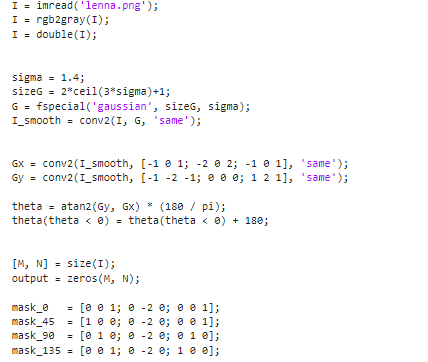 I = imread('lenna.png');
I = rgb2gray(I);
I = double(I);
sigma = 1.4;
sizeG = 2*ceil(3*sigma)+1;
G = fspecial('gaussian', sizeG, sigma);
I_smooth = conv2(I, G, 'same');
Gx = conv2(I_smooth, [-1 0 1; -2 0 2; -1 0 1], 'same');
Gy = conv2(I_smooth, [-1 -2 -1; 0 0 0; 1 2 1], 'same');
theta = atan2(Gy, Gx) * (180 / pi);
theta(theta < 0) = theta(theta < 0) + 180;
[M, N] = size(I);
output = zeros(M, N);
mask_0   = [0 0 1; 0 -2 0; 0 0 1];
mask_45  = [1 0 0; 0 -2 0; 0 0 1];
mask_90  = [0 1 0; 0 -2 0; 0 1 0];
mask_135 = [0 0 1; 0 -2 0; 1 0 0];